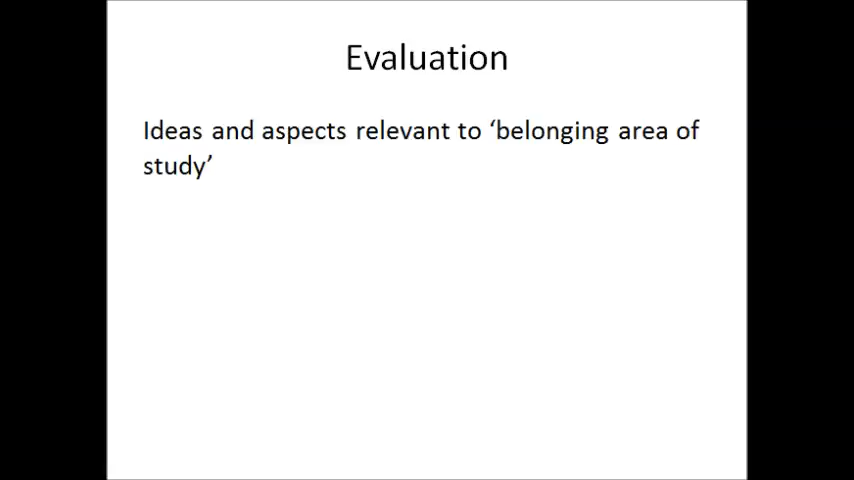 Evaluation
Ideas and aspects relevant to ‘belonging area of
study’